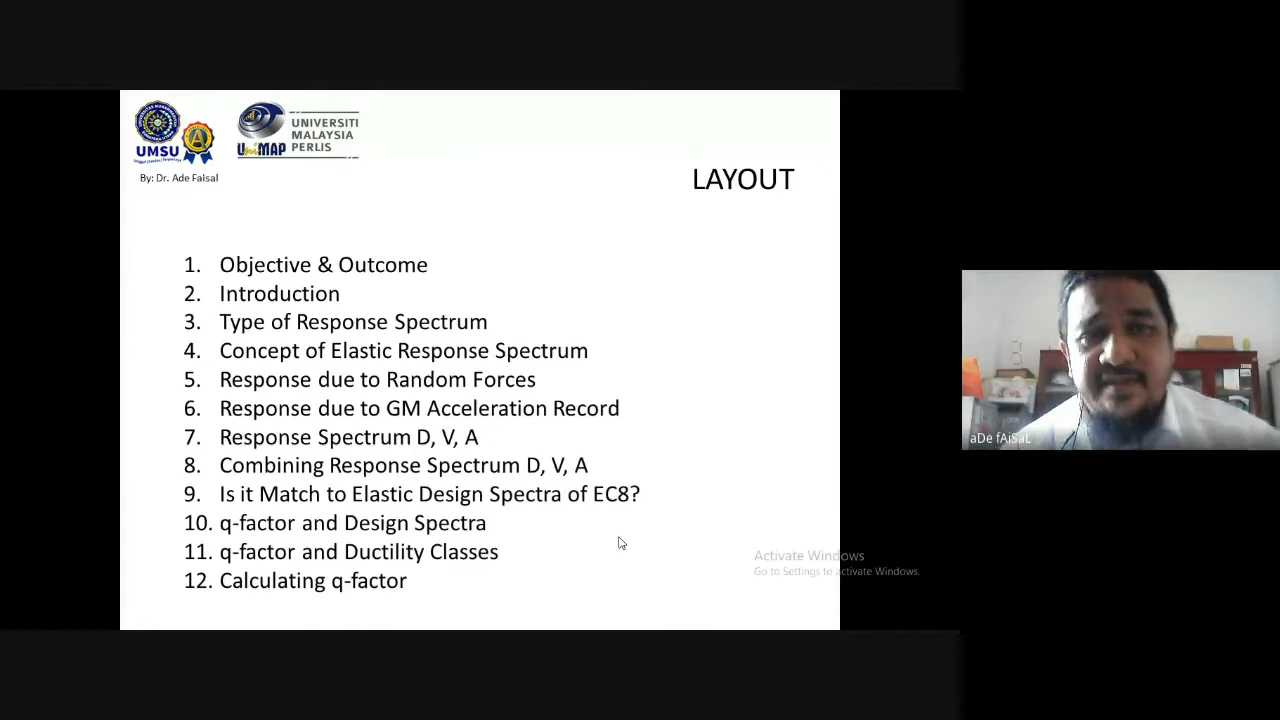 UMSU
UniMAP
UNIVERSITI
MALAYSIA
PERLIS
By: Dr. Ade Faisal
LAYOUT
1. Objective & Outcome
2. Introduction
3. Type of Response Spectrum
4. Concept of Elastic Response Spectrum
5. Response due to Random Forces
6. Response due to GM Acceleration Record
7. Response Spectrum D, V, A
8. Combining Response Spectrum D, V, A
9. Is it Match to Elastic Design Spectra of EC8?
10. q-factor and Design Spectra
11. q-factor and Ductility Classes
12. Calculating q-factor
Activate Windows
Go to Settings to activate Windows.
aDe fAiSaL